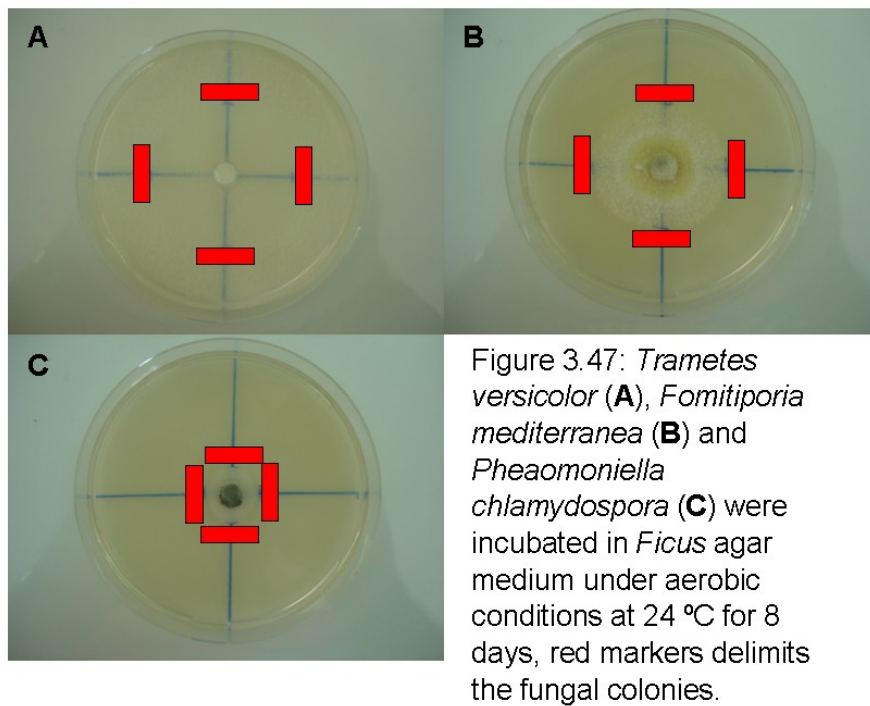 A
B
C
Figure 3.47: Trametes
versicolor (A), Fomitiporia
mediterranea (B) and
Pheaomoniella
chlamydospora (C) were
incubated in Ficus agar
medium under aerobic
conditions at 24 ºC for 8
days, red markers delimits
the fungal colonies.